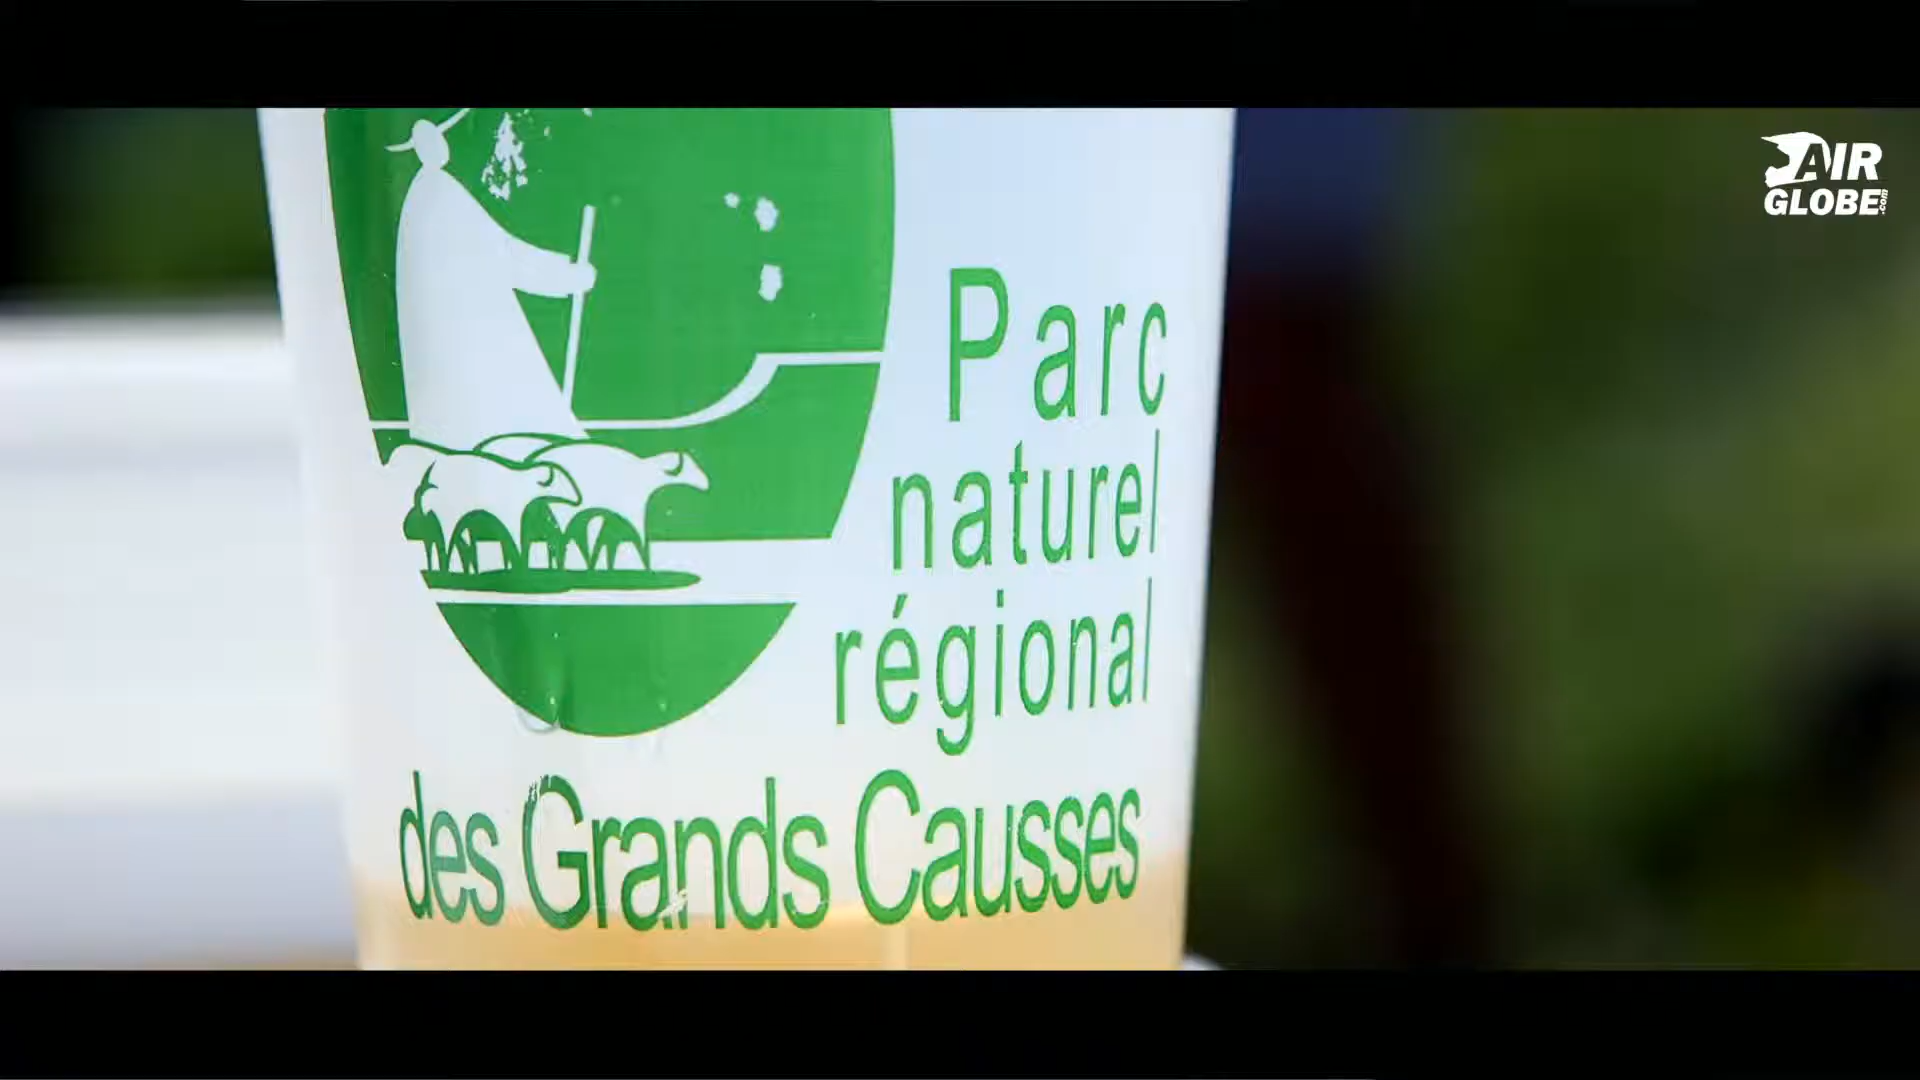 AIR
GLOBE.com
Parc
naturel
régional
des Grands Causses